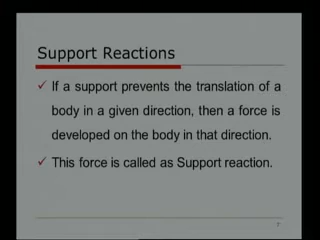 Support Reactions
If a support prevents the translation of a
body in a given direction, then a force is
developed on the body in that direction.
This force is called as Support reaction.